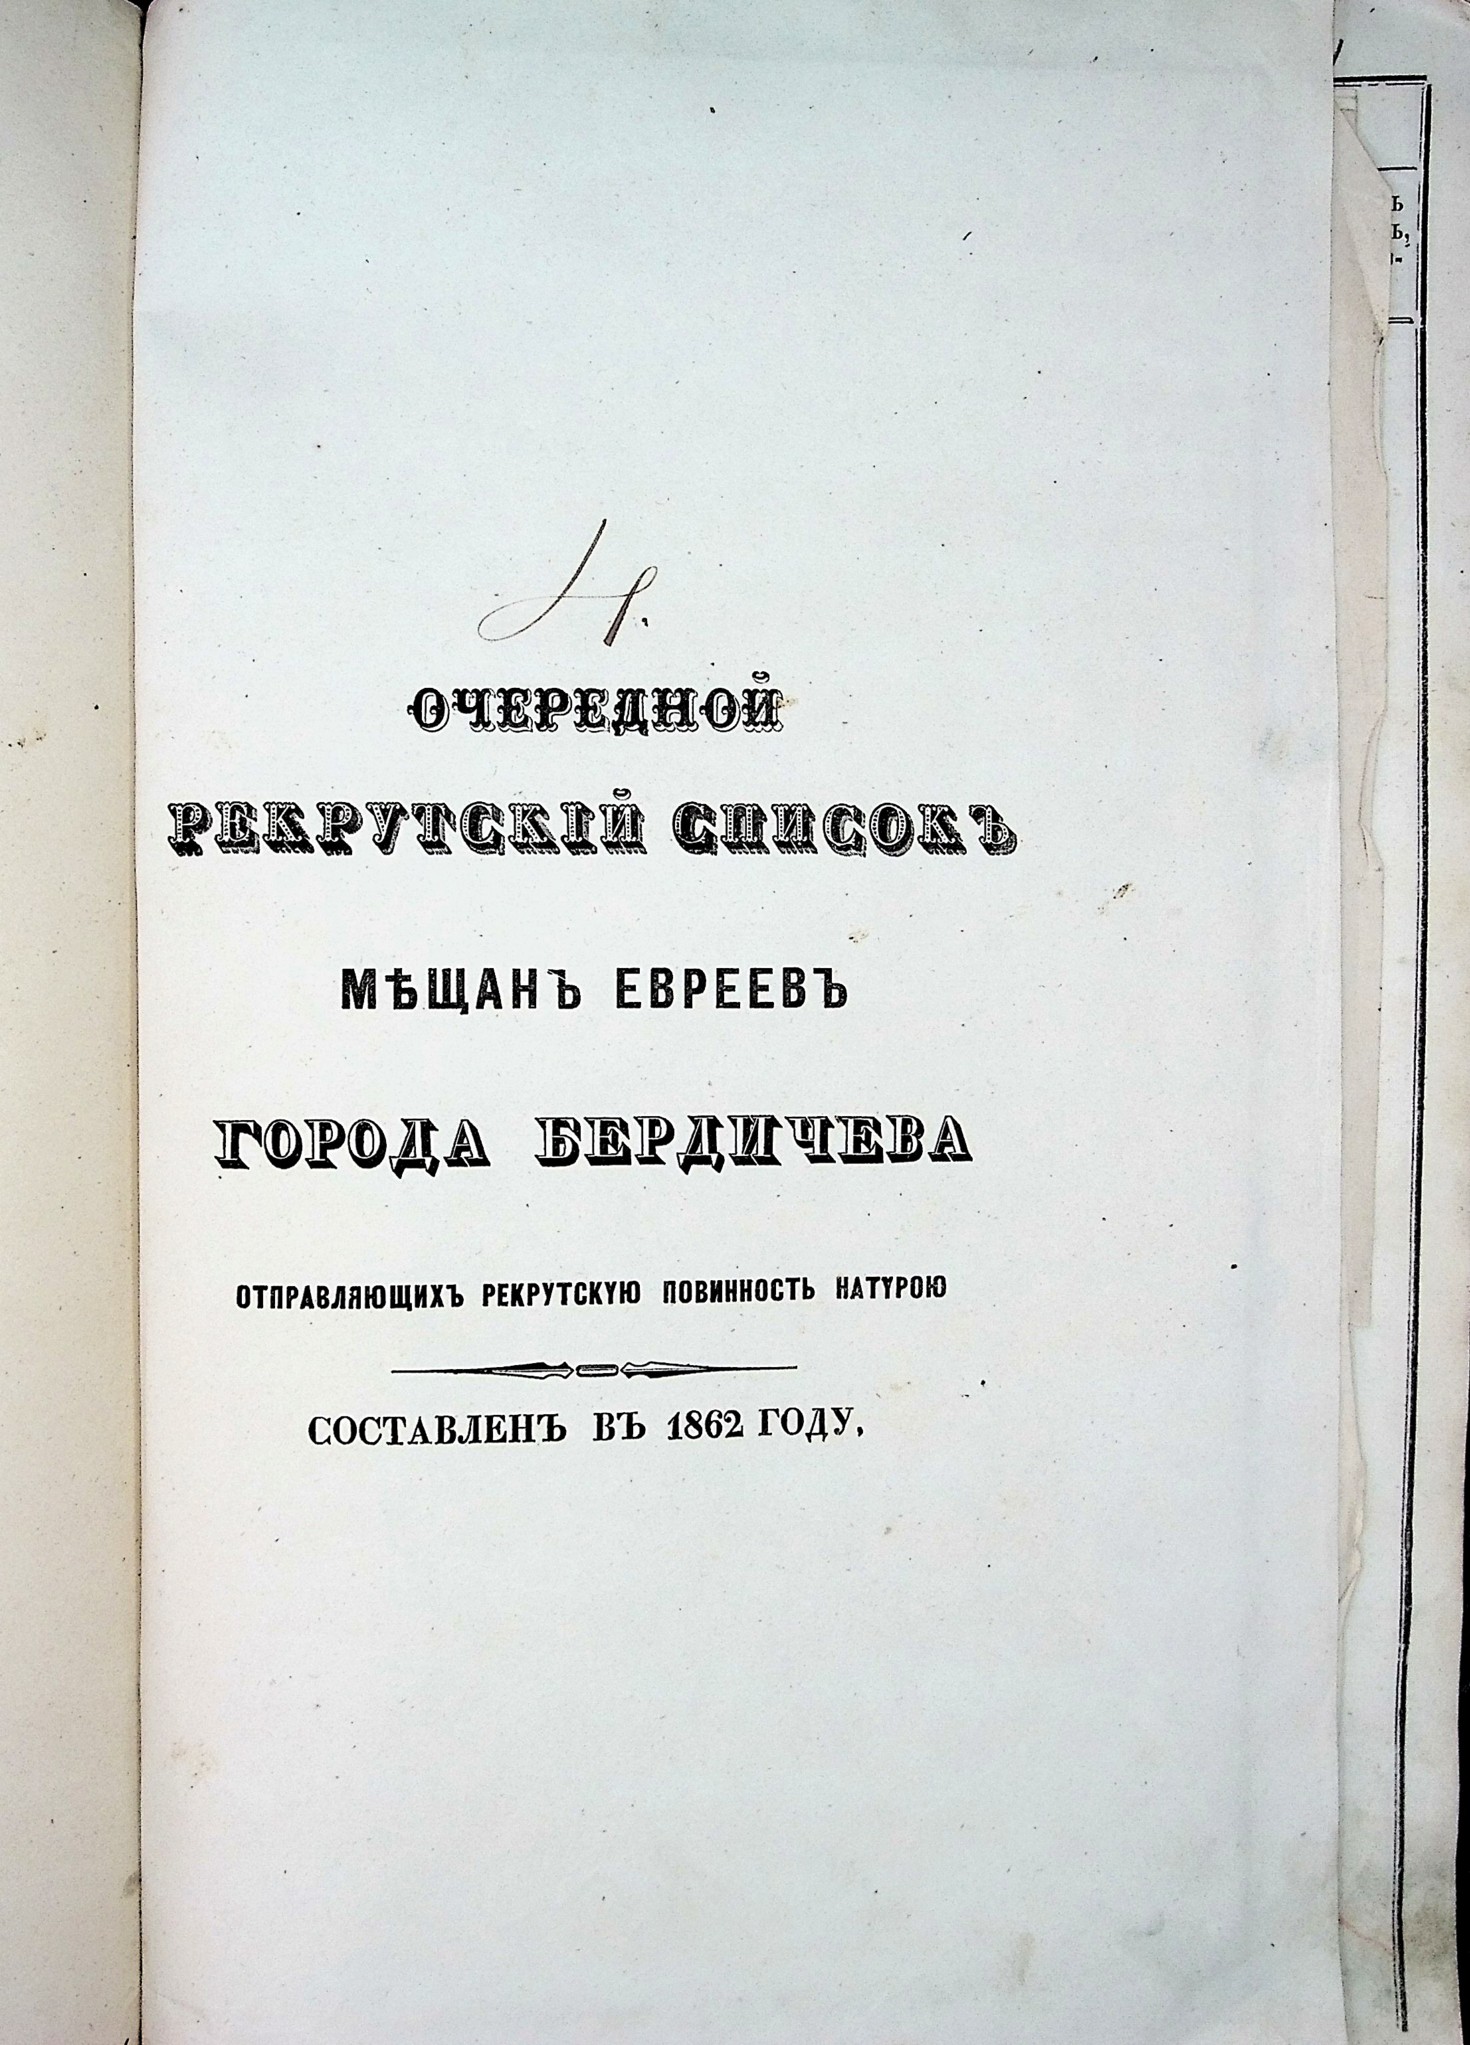 ОЧЕРЕДНОЙ
РЕКРУТСКІЙ СПИСОКЪ
МѢЩАНЪ ЕВРЕЕВЪ
ГОРОДА БЕРДИЧЕВА
ОТПРАВЛЯЮЩИХЪ РЕКРУТСКУЮ ПОВИННОСТЬ НАТУРОЮ
СОСТАВЛЕНЪ ВЪ 1862 ГОДУ,